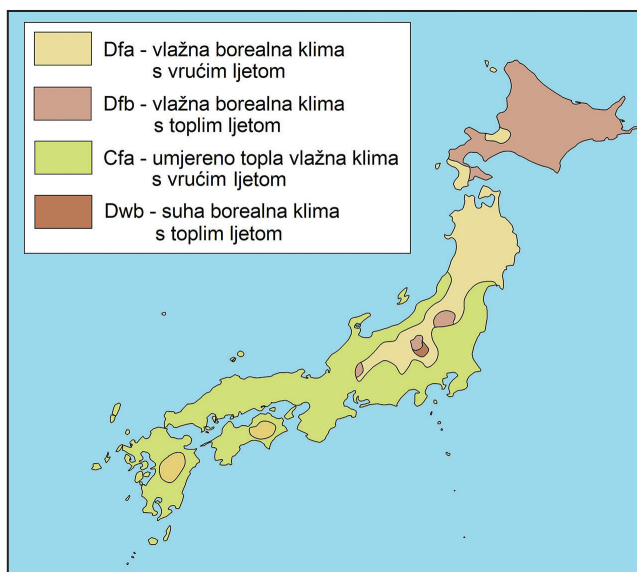 Dfa - vlažna borealna klima
s vrućim ljetom
Dfb - vlažna borealna klima
s toplim ljetom
Cfa - umjereno topla vlažna klima
s vrućim ljetom
Dwb - suha borealna klima
s toplim ljetom